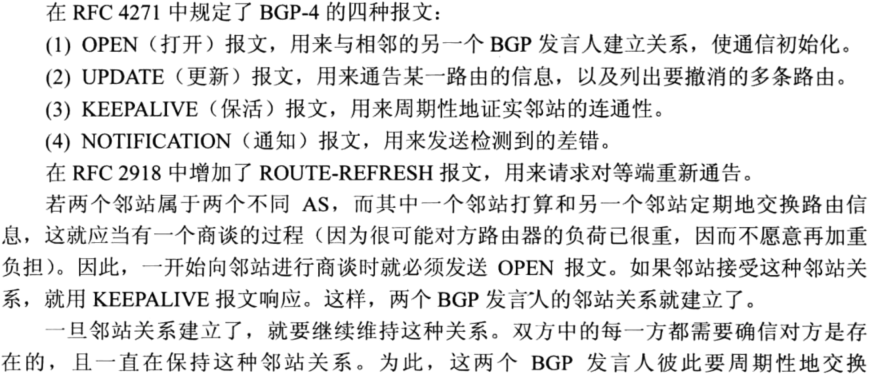 在 RFC 4271 中规定了 BGP-4 的四种报文：
(1) OPEN（打开）报文，用来与相邻的另一个 BGP 发言人建立关系，使通信初始化。
(2) UPDATE（更新）报文，用来通告某一路由的信息，以及列出要撤消的多条路由。
(3) KEEPALIVE（保活）报文，用来周期性地证实邻站的连通性。
(4) NOTIFICATION（通知）报文，用来发送检测到的差错。
在 RFC 2918 中增加了 ROUTE-REFRESH 报文，用来请求对等端重新通告。
若两个邻站属于两个不同 AS，而其中一个邻站打算和另一个邻站定期地交换路由信
息，这就应当有一个商谈的过程（因为很可能对方路由器的负荷已很重，因而不愿意再加重
负担）。因此，一开始向邻站进行商谈时就必须发送 OPEN 报文。如果邻站接受这种邻站关
系，就用 KEEPALIVE 报文响应。这样，两个 BGP 发言人的邻站关系就建立了。
一旦邻站关系建立了，就要继续维持这种关系。双方中的每一方都需要确信对方是存
在的，且一直在保持这种邻站关系。为此，这两个 BGP 发言人彼此要周期性地交换